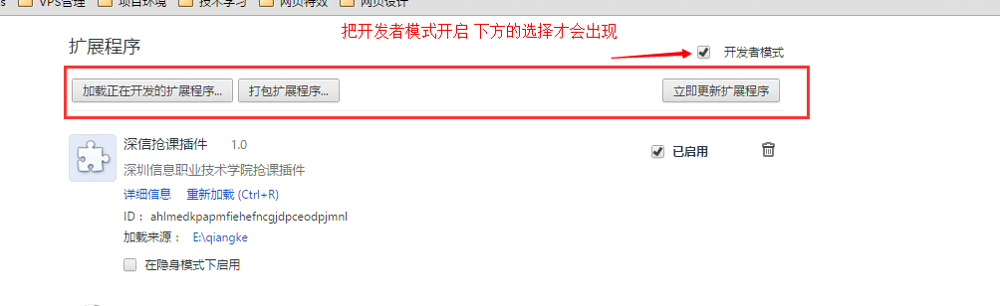 VPS管理 项目环境 技术学习 网页特效 网页设计
把开发者模式开启 下方的选择才会出现
扩展程序
开发者模式
加载正在开发的扩展程序... 打包扩展程序... 立即更新扩展程序
深信抢课插件 1.0 已启用
深圳信息职业技术学院抢课插件
详细信息 重新加载 (Ctrl+R)
ID： ahlmedkpapmfiehefncgjdpceodpjmnl
加载来源： E:\qiangke
在隐身模式下启用